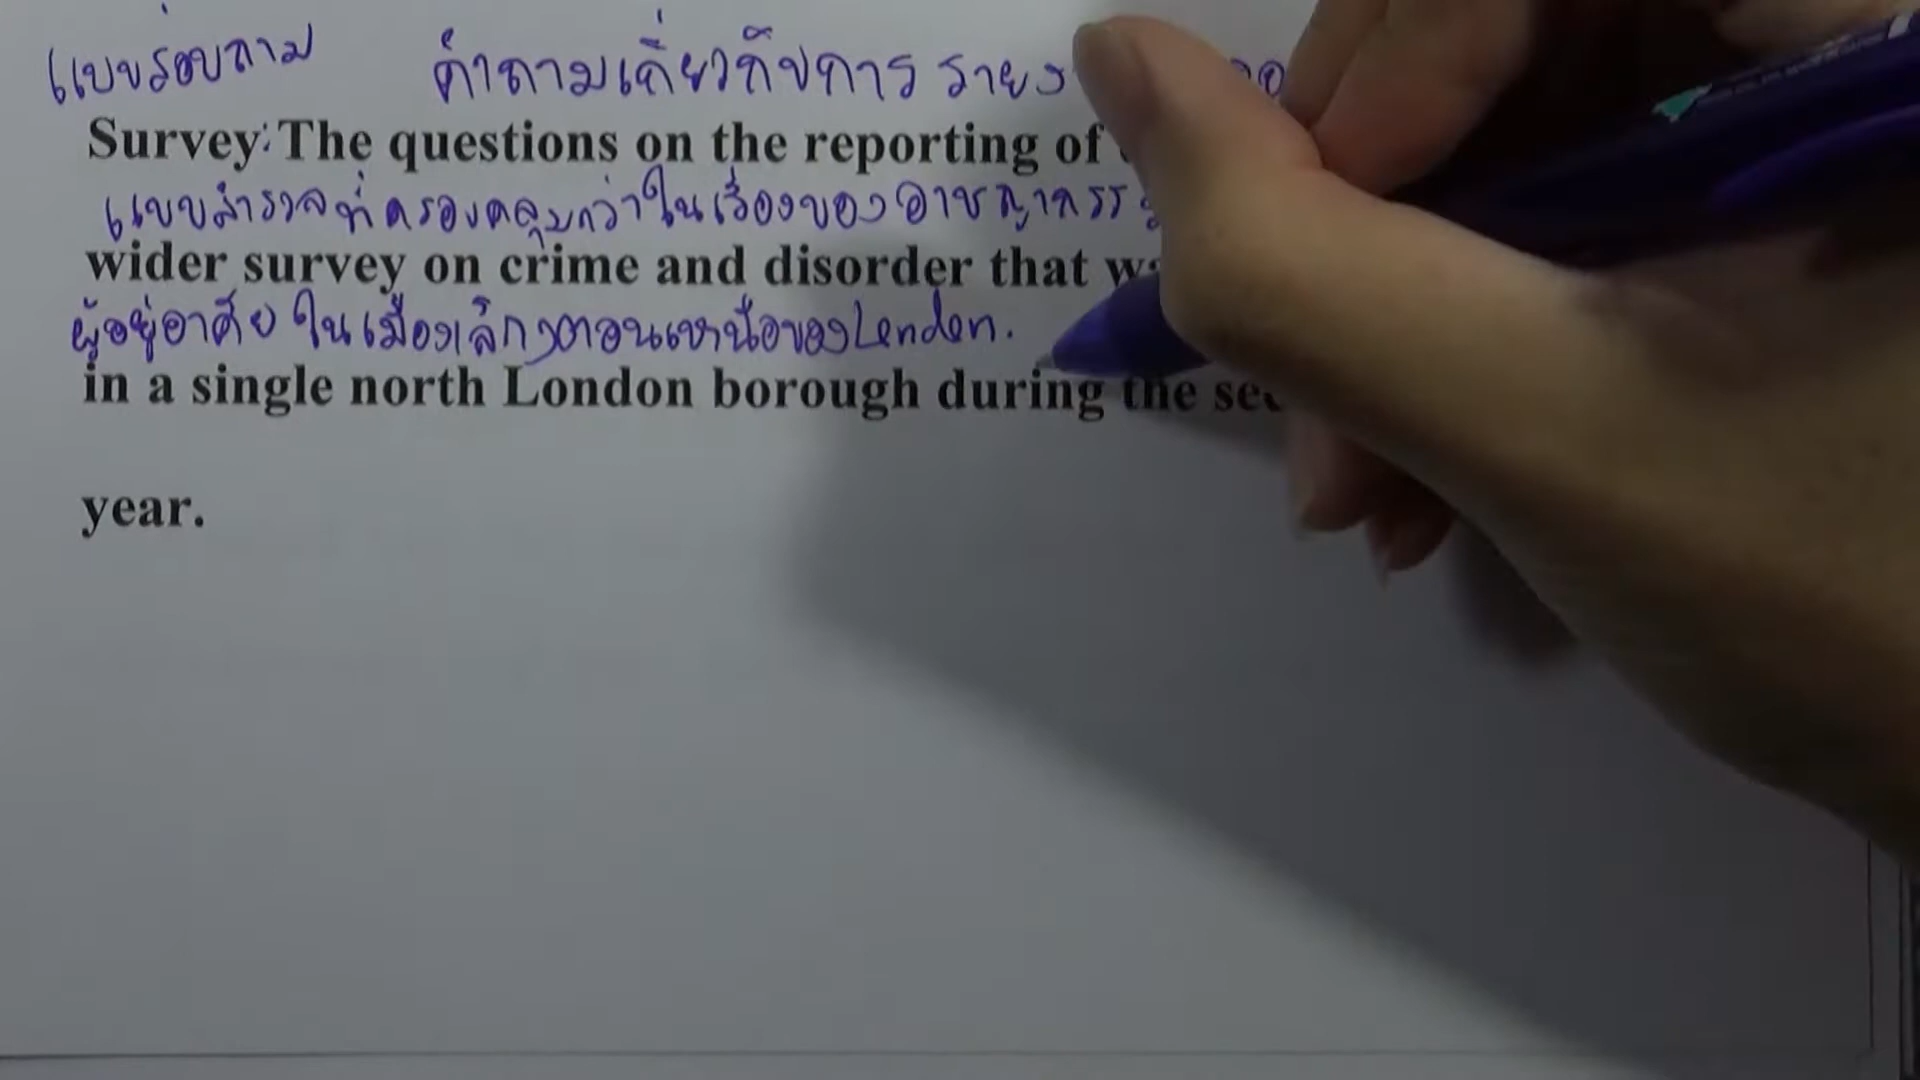 แบบสอบถาม คำถามเกี่ยวกับการ ราย
Survey: The questions on the reporting of
แบบสำรวจที่ครอบคลุมกว่าในเรื่องของอาชญากรร
wider survey on crime and disorder that
ผู้อยู่อาศัย ในเมืองเล็กๆตอนเหนือของLondon.
in a single north London borough during the
year.